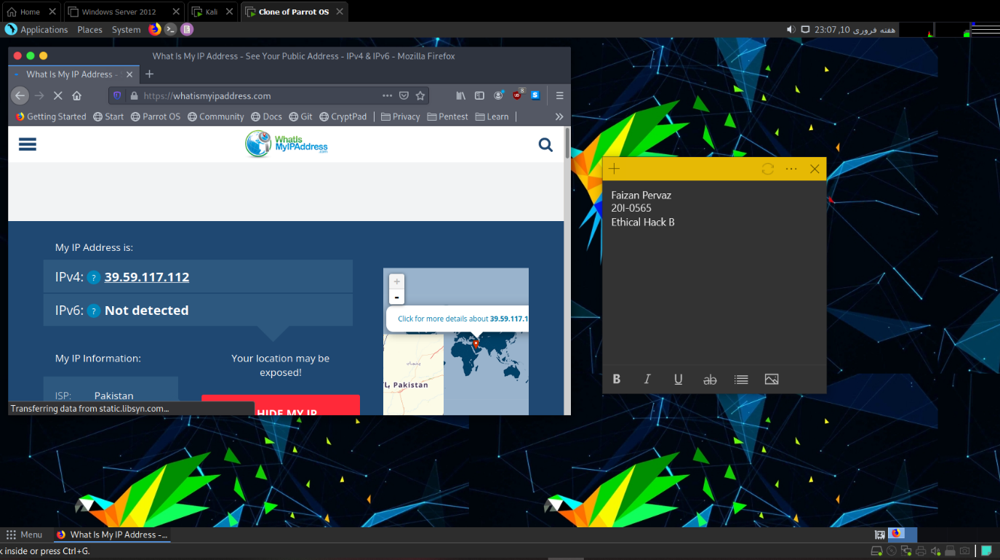 Home
Windows Server 2012
Kali
Clone of Parrot OS
Applications Places System
هفته فروری 10, 23:07
What Is My IP Address - See Your Public Address - IPv4 & IPv6 - Mozilla Firefox
What Is My IP Address -
https://whatismyipaddress.com
8
Getting Started Start Parrot OS Community Docs Git CryptPad Privacy Pentest Learn
WhatIs
MyIPAddress
.com
My IP Address is:
IPv4: ? 39.59.117.112
IPv6: ? Not detected
Click for more details about 39.59.117.1
My IP Information:
Your location may be
exposed!
Pakistan
ISP: Pakistan
HIDE MY IP
Transferring data from static.libsyn.com...
Faizan Pervaz
20I-0565
Ethical Hack B
B I U ab
Menu
What Is My IP Address -...
k inside or press Ctrl+G.